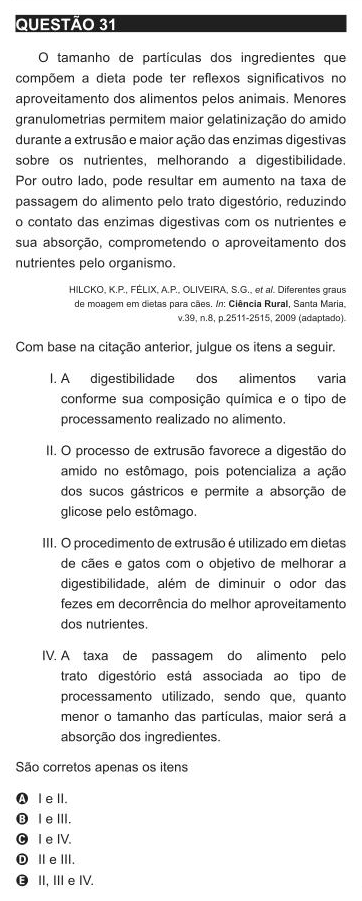 QUESTÃO 31
O tamanho de partículas dos ingredientes que
compõem a dieta pode ter reflexos significativos no
aproveitamento dos alimentos pelos animais. Menores
granulometrias permitem maior gelatinização do amido
durante a extrusão e maior ação das enzimas digestivas
sobre os nutrientes, melhorando a digestibilidade.
Por outro lado, pode resultar em aumento na taxa de
passagem do alimento pelo trato digestório, reduzindo
o contato das enzimas digestivas com os nutrientes e
sua absorção, comprometendo o aproveitamento dos
nutrientes pelo organismo.
HILCKO, K.P., FÉLIX, A.P., OLIVEIRA, S.G., et al. Diferentes graus
de moagem em dietas para cães. In: Ciência Rural, Santa Maria,
v.39, n.8, p.2511-2515, 2009 (adaptado).
Com base na citação anterior, julgue os itens a seguir.
I. A digestibilidade dos alimentos varia
conforme sua composição química e o tipo de
processamento realizado no alimento.
II. O processo de extrusão favorece a digestão do
amido no estômago, pois potencializa a ação
dos sucos gástricos e permite a absorção de
glicose pelo estômago.
III. O procedimento de extrusão é utilizado em dietas
de cães e gatos com o objetivo de melhorar a
digestibilidade, além de diminuir o odor das
fezes em decorrência do melhor aproveitamento
dos nutrientes.
IV. A taxa de passagem do alimento pelo
trato digestório está associada ao tipo de
processamento utilizado, sendo que, quanto
menor o tamanho das partículas, maior será a
absorção dos ingredientes.
São corretos apenas os itens
A I e II.
B I e III.
C I e IV.
D II e III.
E II, III e IV.